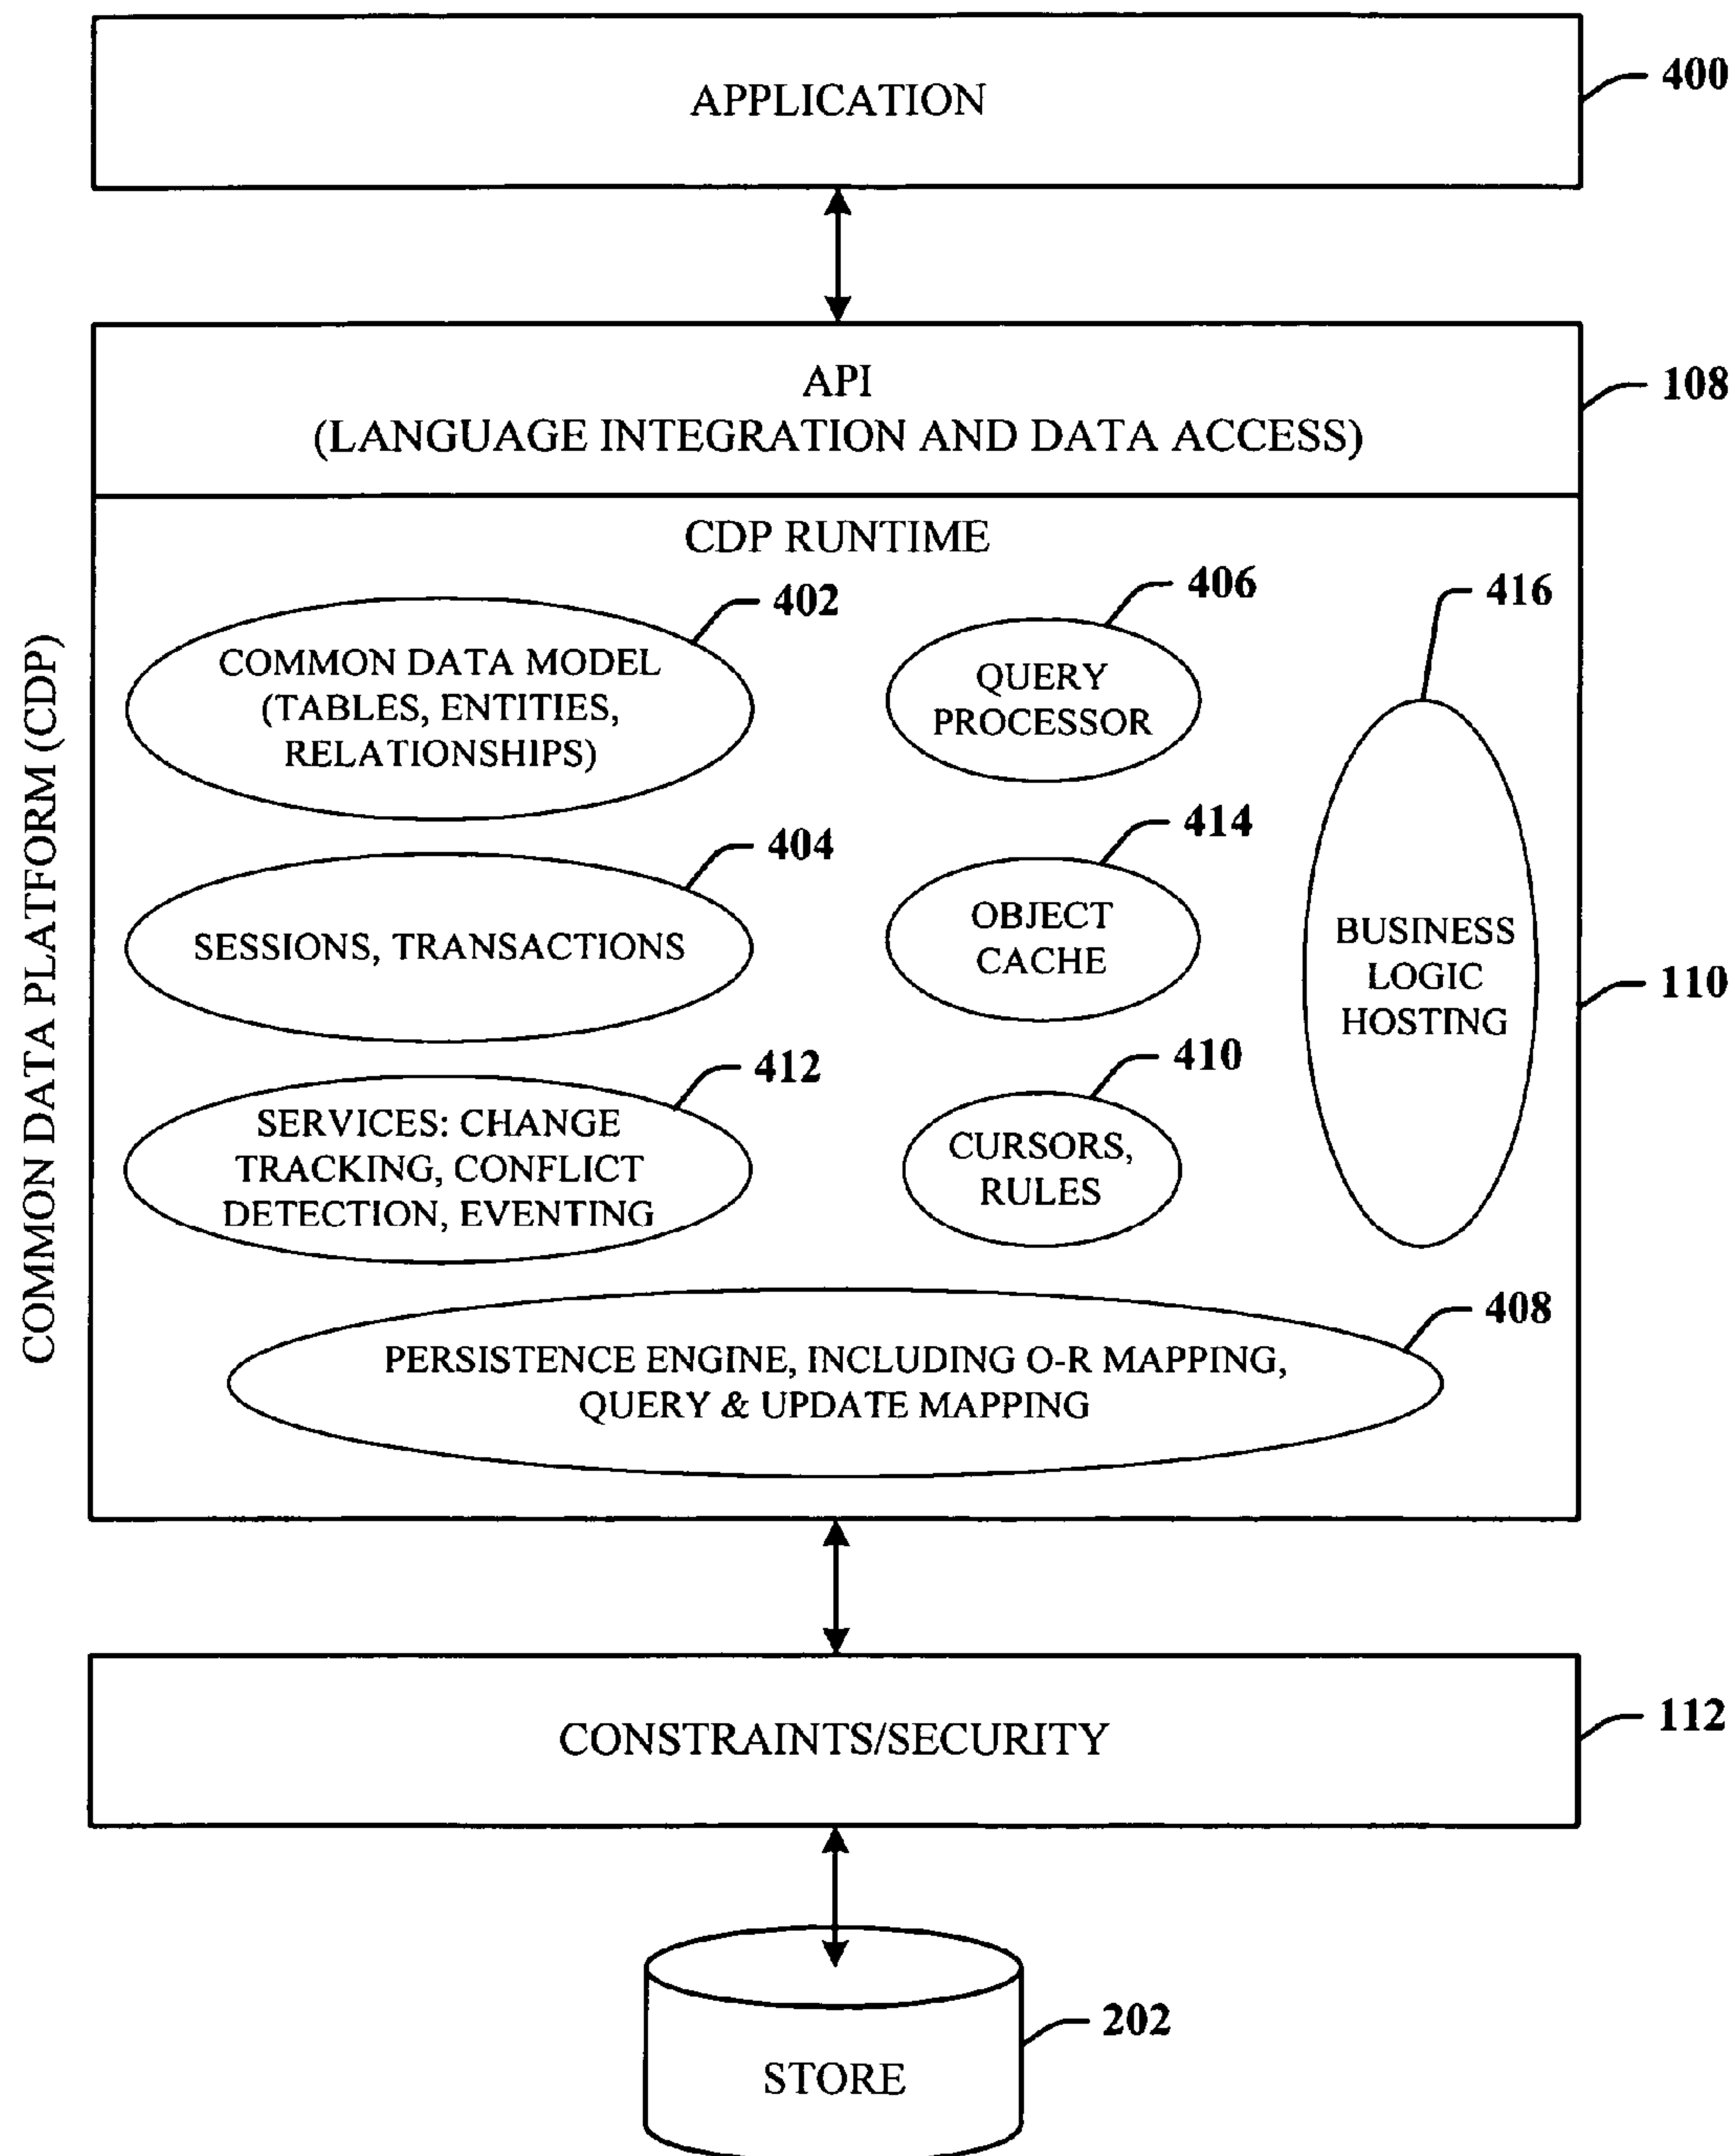 APPLICATION
400
API
(LANGUAGE INTEGRATION AND DATA ACCESS)
108
COMMON DATA PLATFORM (CDP)
CDP RUNTIME
402
COMMON DATA MODEL
(TABLES, ENTITIES,
RELATIONSHIPS)
406
QUERY
PROCESSOR
416
BUSINESS
LOGIC
HOSTING
404
SESSIONS, TRANSACTIONS
414
OBJECT
CACHE
110
412
SERVICES: CHANGE
TRACKING, CONFLICT
DETECTION, EVENTING
410
CURSORS,
RULES
408
PERSISTENCE ENGINE, INCLUDING O-R MAPPING,
QUERY & UPDATE MAPPING
CONSTRAINTS/SECURITY
112
202
STORE